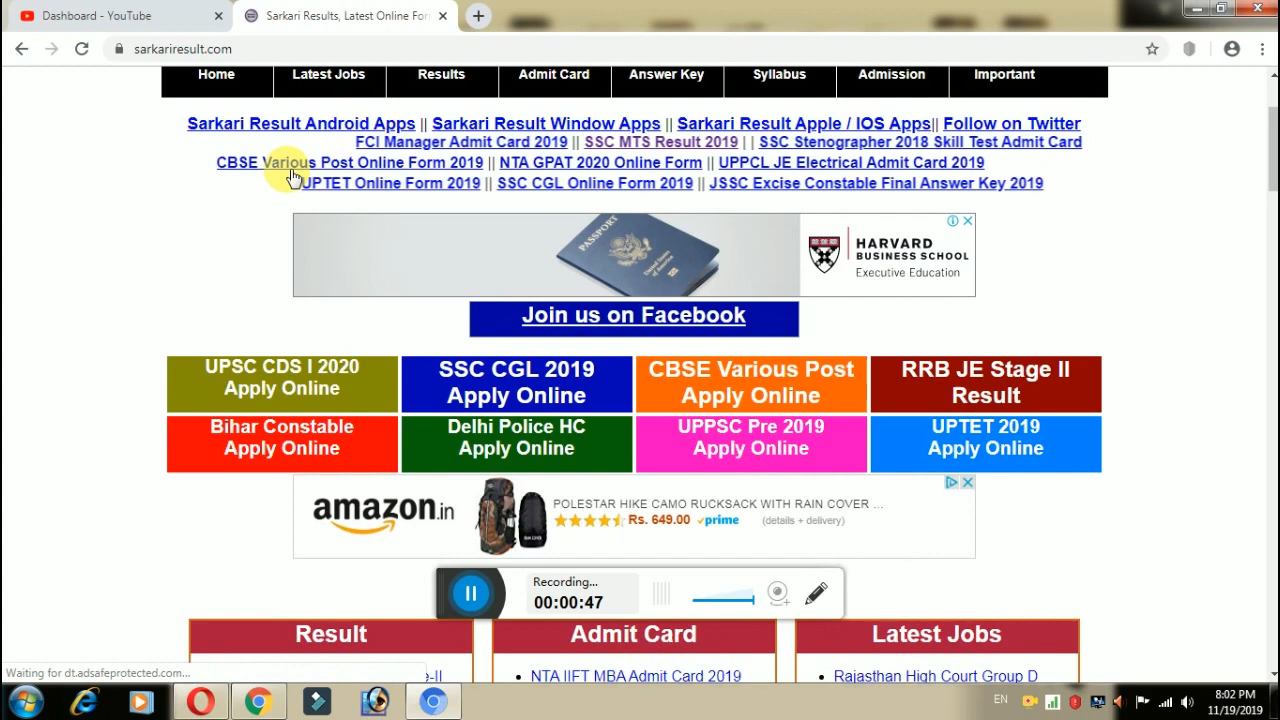 Dashboard - YouTube
Sarkari Results, Latest Online For
sarkariresult.com
Home Latest Jobs Results Admit Card Answer Key Syllabus Admission Important
Sarkari Result Android Apps || Sarkari Result Window Apps || Sarkari Result Apple / IOS Apps|| Follow on Twitter
FCI Manager Admit Card 2019 || SSC MTS Result 2019 | | SSC Stenographer 2018 Skill Test Admit Card
CBSE Various Post Online Form 2019 || NTA GPAT 2020 Online Form || UPPCL JE Electrical Admit Card 2019
UPTET Online Form 2019 || SSC CGL Online Form 2019 || JSSC Excise Constable Final Answer Key 2019
PASSPORT
HARVARD
BUSINESS SCHOOL
Executive Education
Join us on Facebook
UPSC CDS I 2020
Apply Online
SSC CGL 2019
Apply Online
CBSE Various Post
Apply Online
RRB JE Stage II
Result
Bihar Constable
Apply Online
Delhi Police HC
Apply Online
UPPSC Pre 2019
Apply Online
UPTET 2019
Apply Online
amazon.in
POLESTAR HIKE CAMO RUCKSACK WITH RAIN COVER ...
Rs. 649.00 prime (details + delivery)
Recording...
00:00:47
Result
Admit Card
Latest Jobs
e-II
NTA IIFT MBA Admit Card 2019
Rajasthan High Court Group D
Waiting for dt.adsafeprotected.com...
EN
8:02 PM
11/19/2019